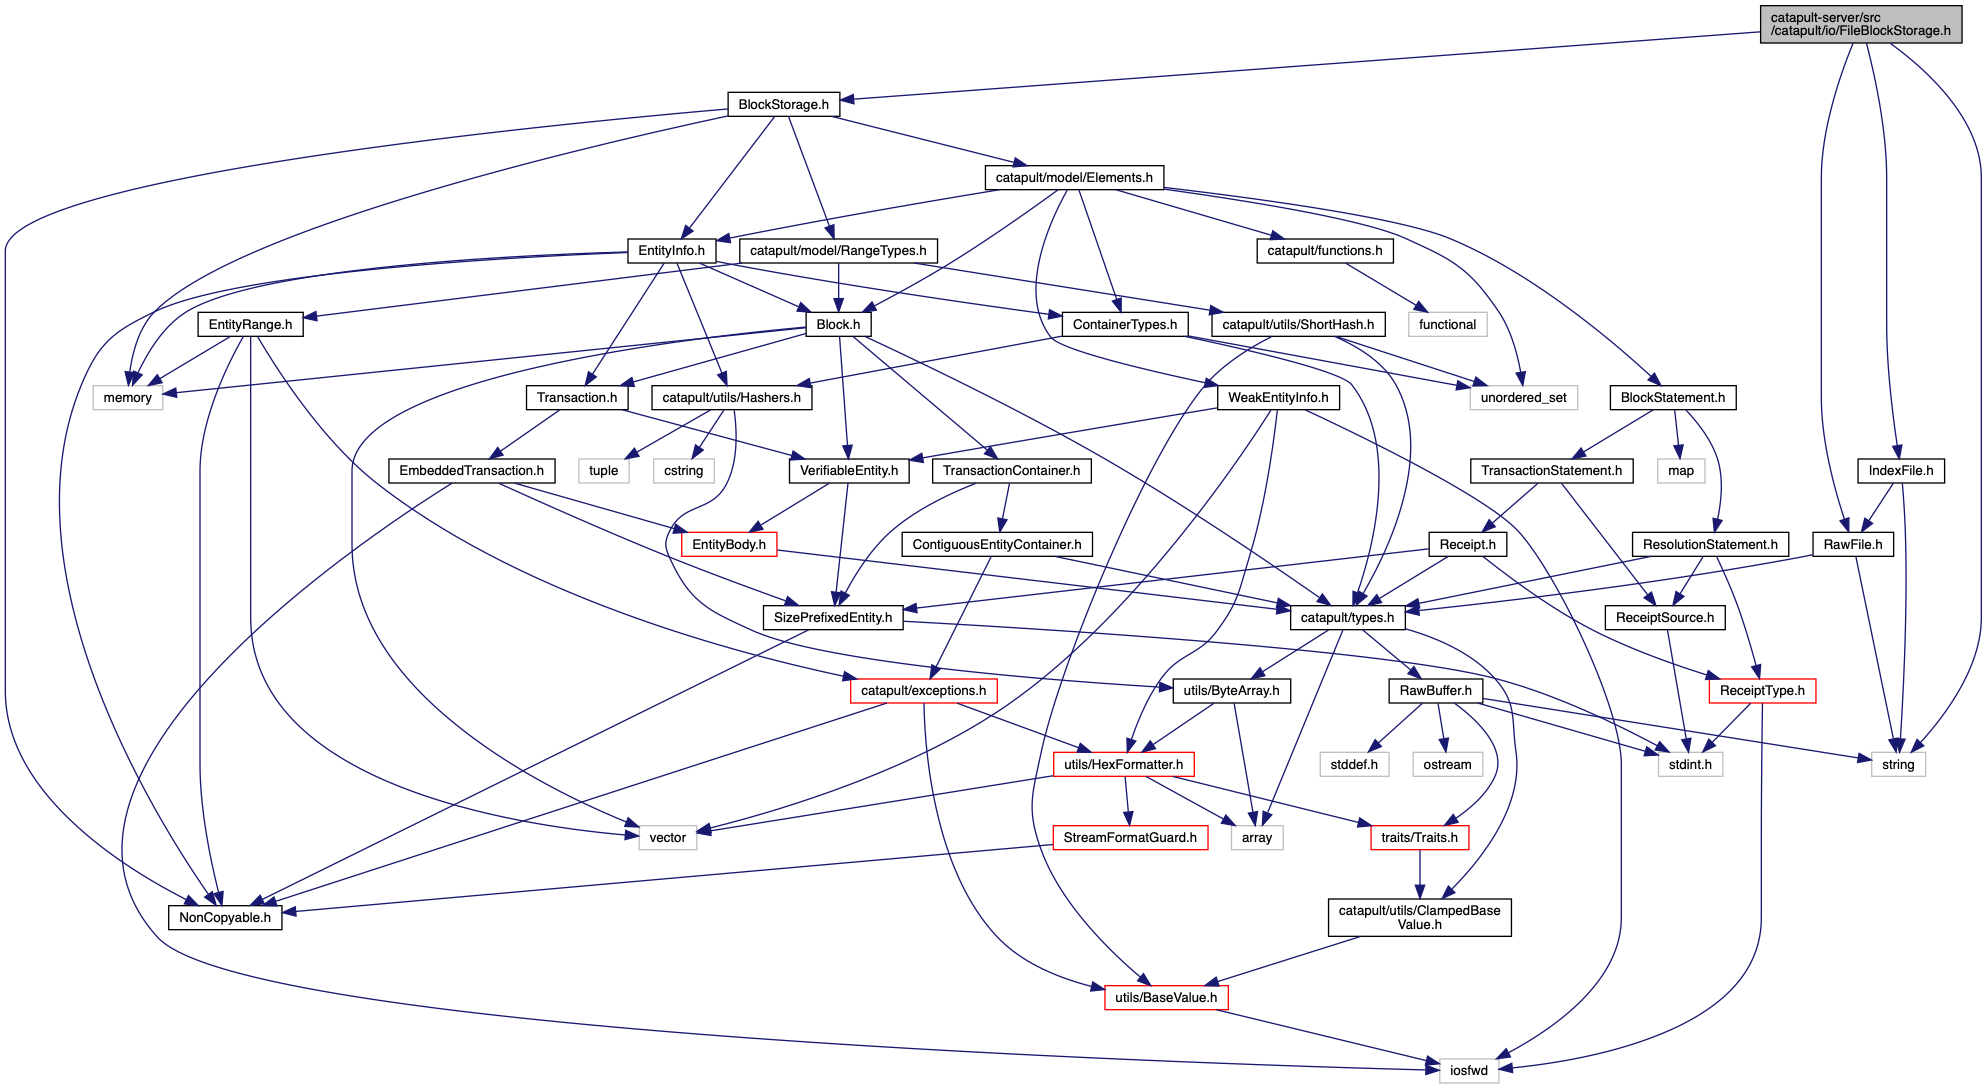 catapult-server/src
/catapult/io/FileBlockStorage.h
BlockStorage.h
catapult/model/Elements.h
EntityInfo.h
catapult/model/RangeTypes.h
catapult/functions.h
EntityRange.h
Block.h
ContainerTypes.h
catapult/utils/ShortHash.h
functional
memory
Transaction.h
catapult/utils/Hashers.h
WeakEntityInfo.h
unordered_set
BlockStatement.h
EmbeddedTransaction.h
tuple
cstring
VerifiableEntity.h
TransactionContainer.h
TransactionStatement.h
map
IndexFile.h
EntityBody.h
ContiguousEntityContainer.h
Receipt.h
ResolutionStatement.h
RawFile.h
SizePrefixedEntity.h
catapult/types.h
ReceiptSource.h
catapult/exceptions.h
utils/ByteArray.h
RawBuffer.h
ReceiptType.h
utils/HexFormatter.h
stddef.h
ostream
stdint.h
string
vector
StreamFormatGuard.h
array
traits/Traits.h
NonCopyable.h
catapult/utils/ClampedBase
Value.h
utils/BaseValue.h
iosfwd